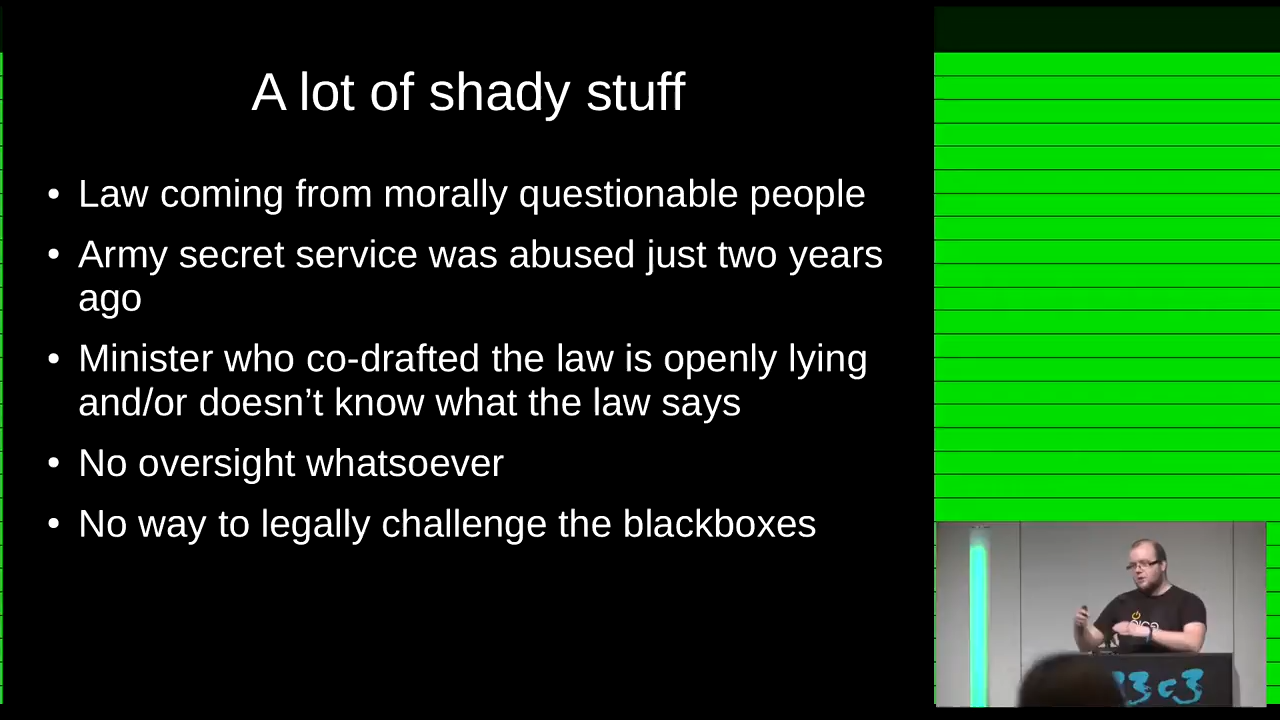 A lot of shady stuff
• Law coming from morally questionable people
• Army secret service was abused just two years
ago
• Minister who co-drafted the law is openly lying
and/or doesn’t know what the law says
• No oversight whatsoever
• No way to legally challenge the blackboxes
3c3